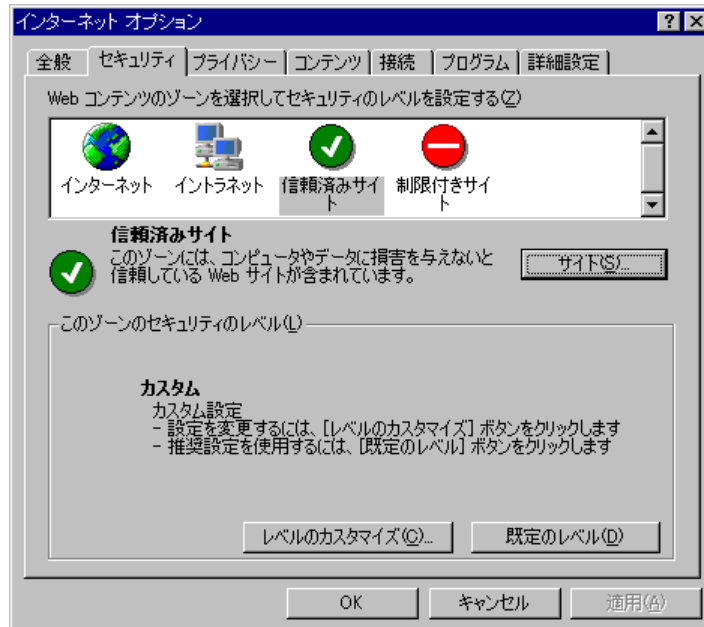 インターネット オプション
全般 セキュリティ プライバシー コンテンツ 接続 プログラム 詳細設定
Web コンテンツのゾーンを選択してセキュリティのレベルを設定する(Z)
インターネット イントラネット 信頼済みサイ
ト 制限付きサイ
ト
信頼済みサイト
このゾーンには、コンピュータやデータに損害を与えないと
信頼している Web サイトが含まれています。
サイト(S)...
このゾーンのセキュリティのレベル(L)
カスタム
カスタム設定
- 設定を変更するには、[レベルのカスタマイズ] ボタンをクリックします
- 推奨設定を使用するには、[既定のレベル] ボタンをクリックします
レベルのカスタマイズ(C)... 既定のレベル(D)
OK キャンセル 適用(A)